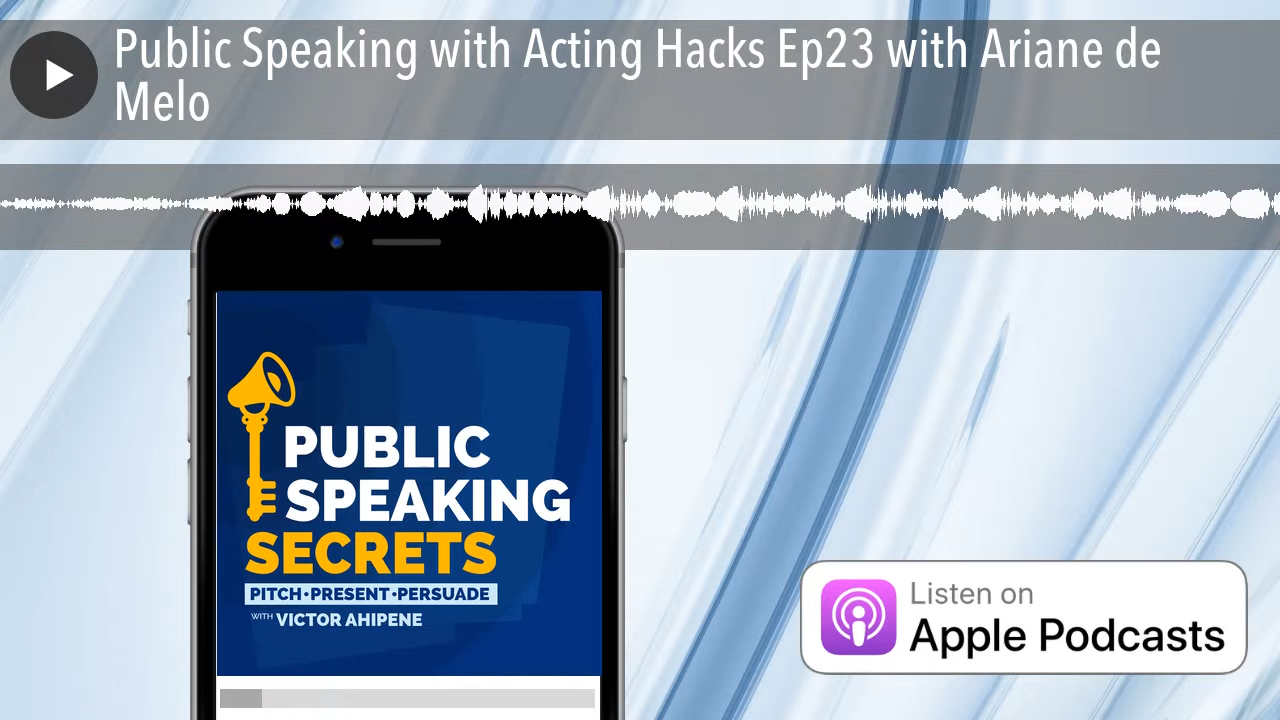 Public Speaking with Acting Hacks Ep23 with Ariane de
Melo
PUBLIC
SPEAKING
SECRETS
PITCH•PRESENT•PERSUADE
WITH VICTOR AHIPENE
Listen on
Apple Podcasts